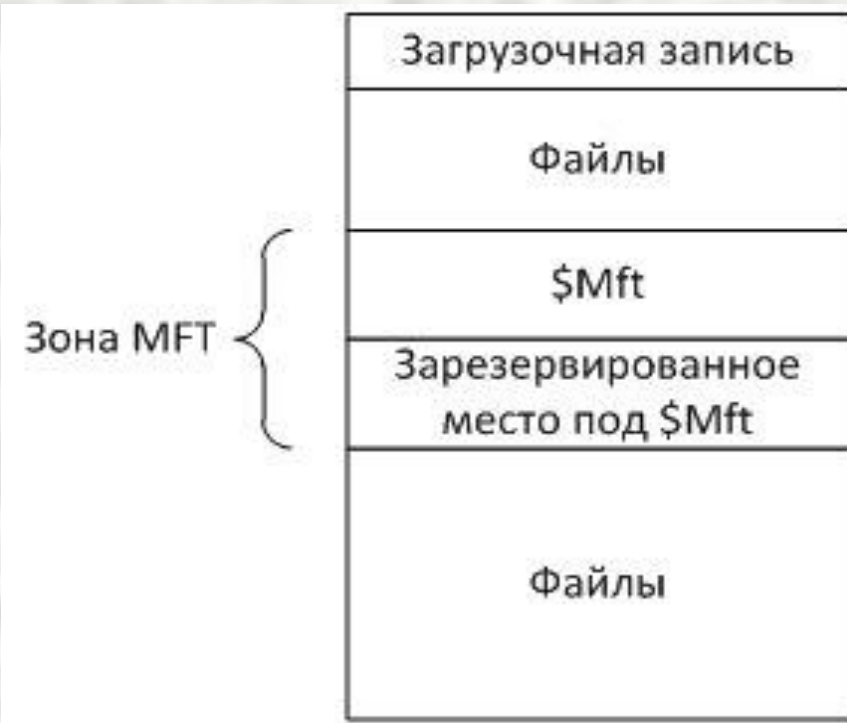 Загрузочная запись
Файлы
$Mft
Зона MFT
Зарезервированное
место под $Mft
Файлы